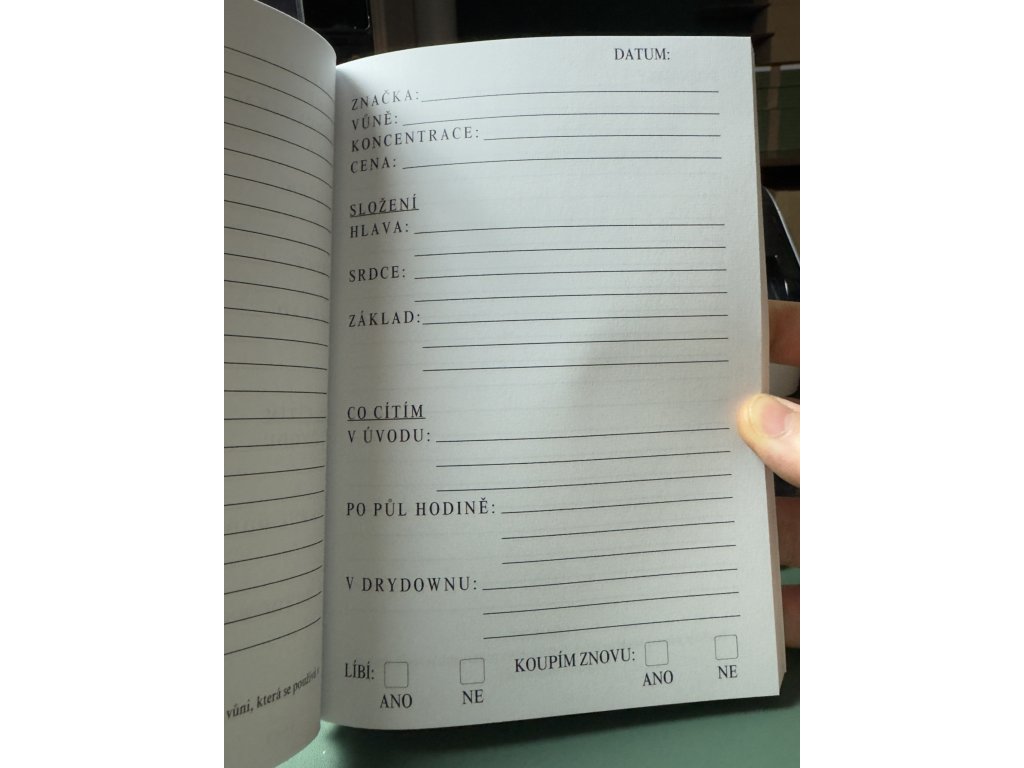 DATUM:
ZNAČKA:
VŮNĚ:
KONCENTRACE:
CENA:
SLOŽENÍ
HLAVA:
SRDCE:
ZÁKLAD:
CO CÍTÍM
V ÚVODU:
PO PŮL HODINĚ:
V DRYDOWNU:
LÍBÍ: KOUPÍM ZNOVU:
ANO NE ANO NE
vůni, která se používá